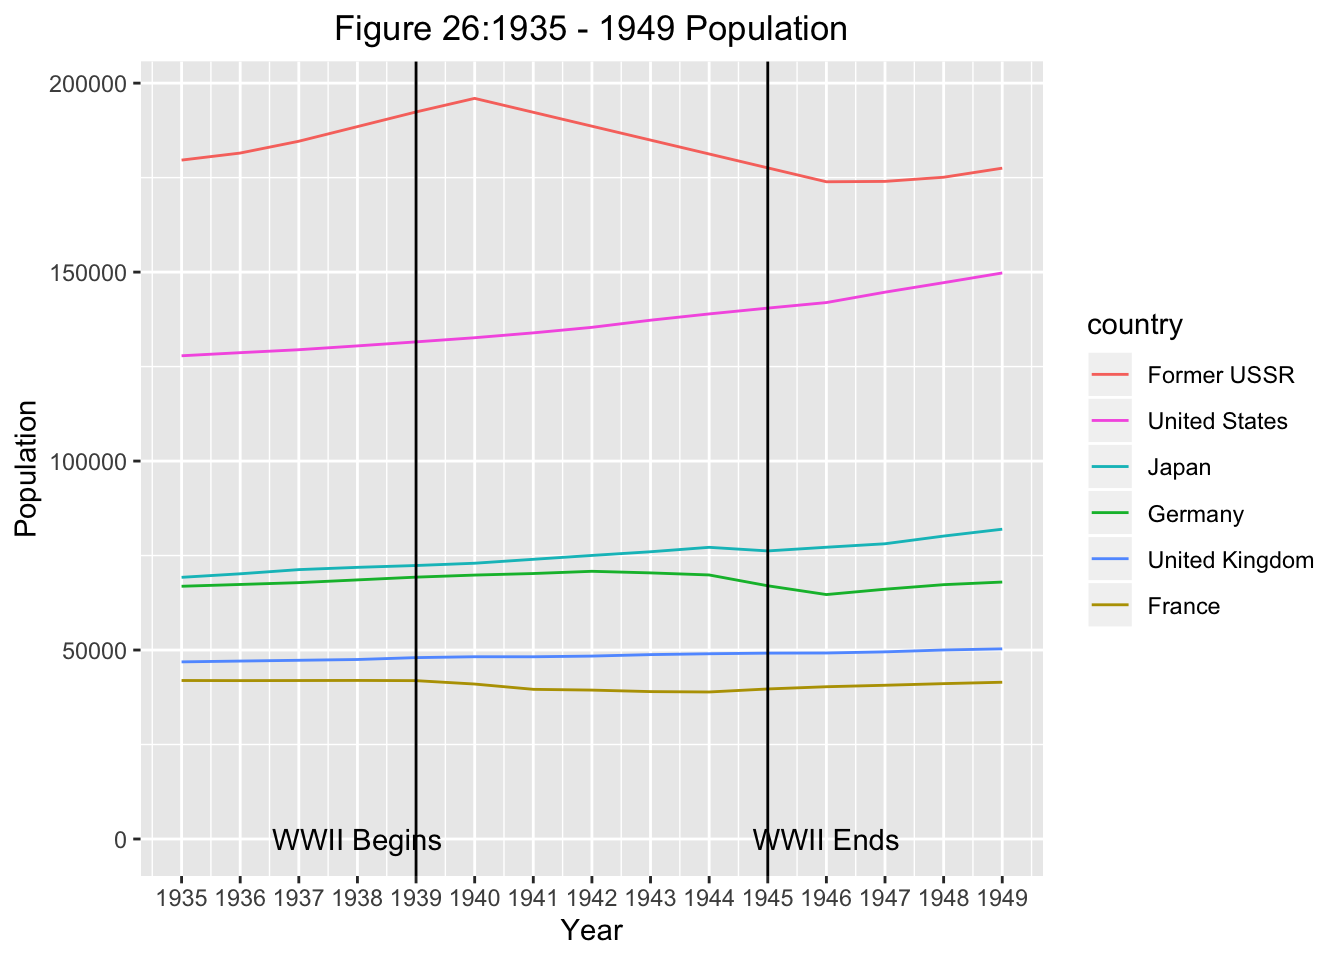 Figure 26:1935 - 1949 Population
200000
150000
100000
50000
0
Population
WWII Begins
WWII Ends
1935 1936 1937 1938 1939 1940 1941 1942 1943 1944 1945 1946 1947 1948 1949
Year
country
Former USSR
United States
Japan
Germany
United Kingdom
France